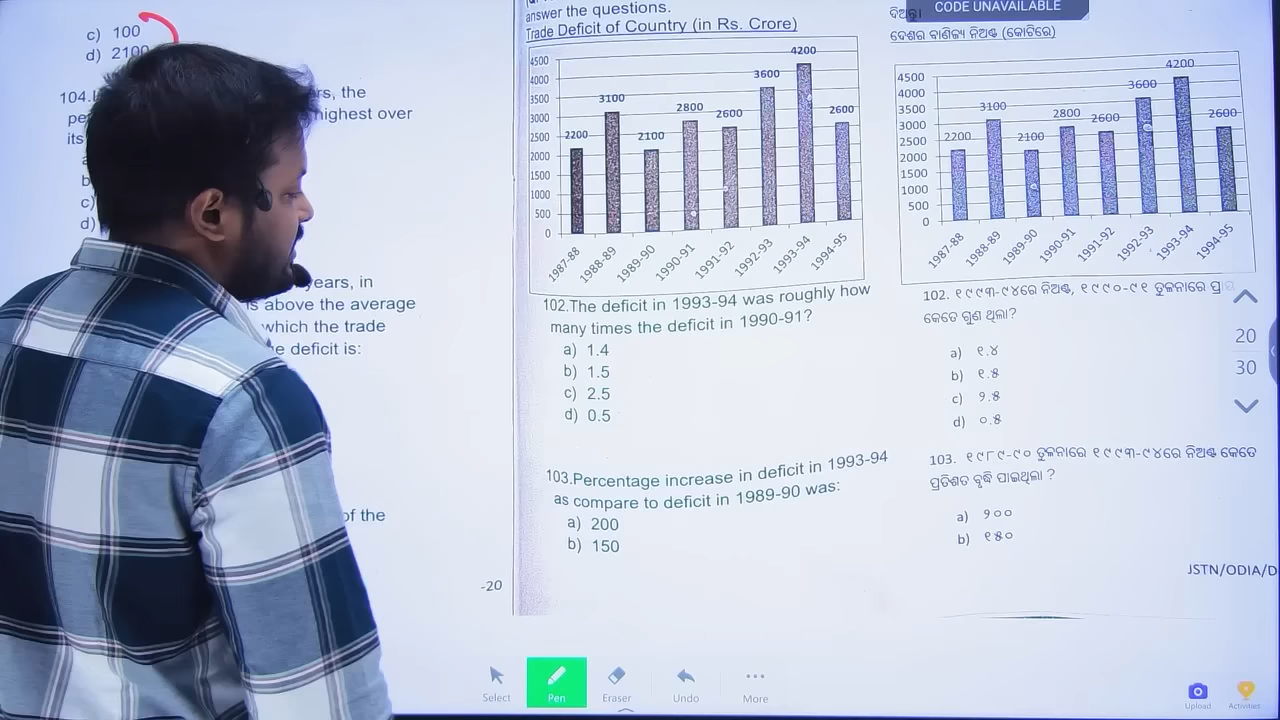 c) 100
d) 2100
104.
rs, the
pe
highest over
its
a
b
c)
d)
years, in
s above the average
which the trade
e deficit is:
of the
-20
answer the questions.
Trade Deficit of Country (in Rs. Crore)
4500
4000
3500
3000
2500
2000
1500
1000
500
0
2200
3100
2100
2800
2600
3600
4200
2600
1987-88
1988-89
1989-90
1990-91
1991-92
1992-93
1993-94
1994-95
102.The deficit in 1993-94 was roughly how
many times the deficit in 1990-91?
a) 1.4
b) 1.5
c) 2.5
d) 0.5
103.Percentage increase in deficit in 1993-94
as compare to deficit in 1989-90 was:
a) 200
b) 150
CODE UNAVAILABLE
ଦେଶର ବାଣିଜ୍ୟ ନିଅଣ୍ଟ (କୋଟିରେ)
4500
4000
3500
3000
2500
2000
1500
1000
500
0
2200
3100
2100
2800
2600
3600
4200
2600
1987-88
1988-89
1989-90
1990-91
1991-92
1992-93
1993-94
1994-95
102. ୧୯୯୩-୯୪ରେ ନିଅଣ୍ଟ, ୧୯୯୦-୯୧ ତୁଳନାରେ
କେତେ ଗୁଣ ଥିଲା?
a) ୧.୪
b) ୧.୫
c) ୨.୫
d) ୦.୫
103. ୧୯୮୯-୯୦ ତୁଳନାରେ ୧୯୯୩-୯୪ରେ ନିଅଣ୍ଟ କେତେ
ପ୍ରତିଶତ ବୃଦ୍ଧି ପାଇଥିଲା ?
a) ୨୦୦
b) ୧୫୦
JSTN/ODIA/D
20
30
Select
Pen
Eraser
Undo
More
Upload
Activities